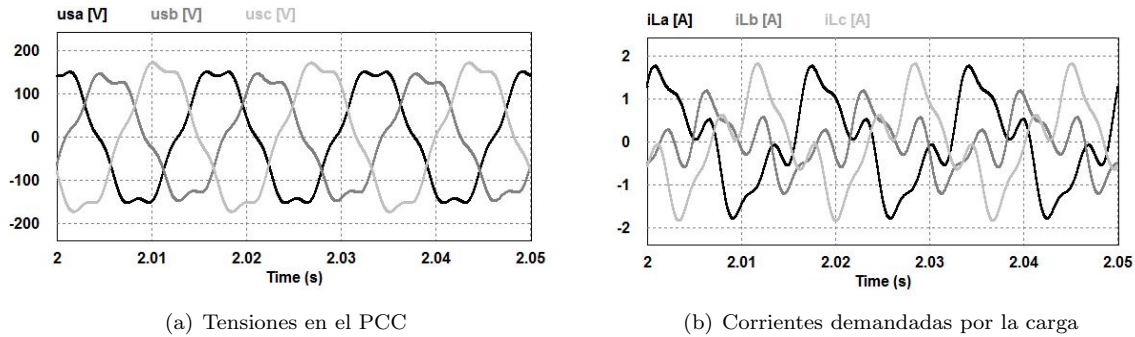 usa [V] usb [V] usc [V]
200
100
0
-100
-200
2 2.01 2.02 2.03 2.04 2.05
Time (s)
(a) Tensiones en el PCC
iLa [A] iLb [A] iLc [A]
2
1
0
-1
-2
2 2.01 2.02 2.03 2.04 2.05
Time (s)
(b) Corrientes demandadas por la carga